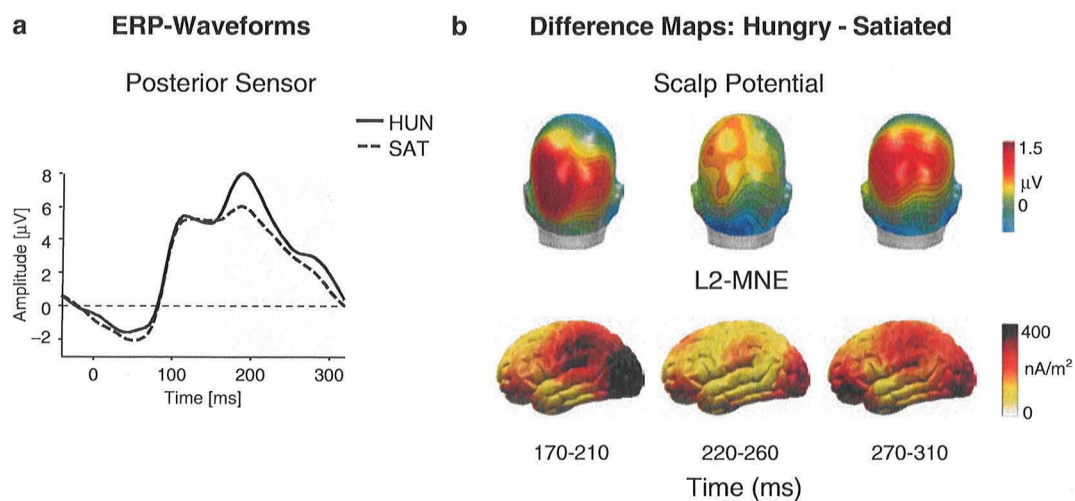 a ERP-Waveforms
Posterior Sensor
HUN
SAT
8
6
4
2
0
−2
Amplitude [µV]
0 100 200 300
Time [ms]
b Difference Maps: Hungry - Satiated
Scalp Potential
1.5
µV
0
L2-MNE
400
nA/m²
0
170-210 220-260 270-310
Time (ms)